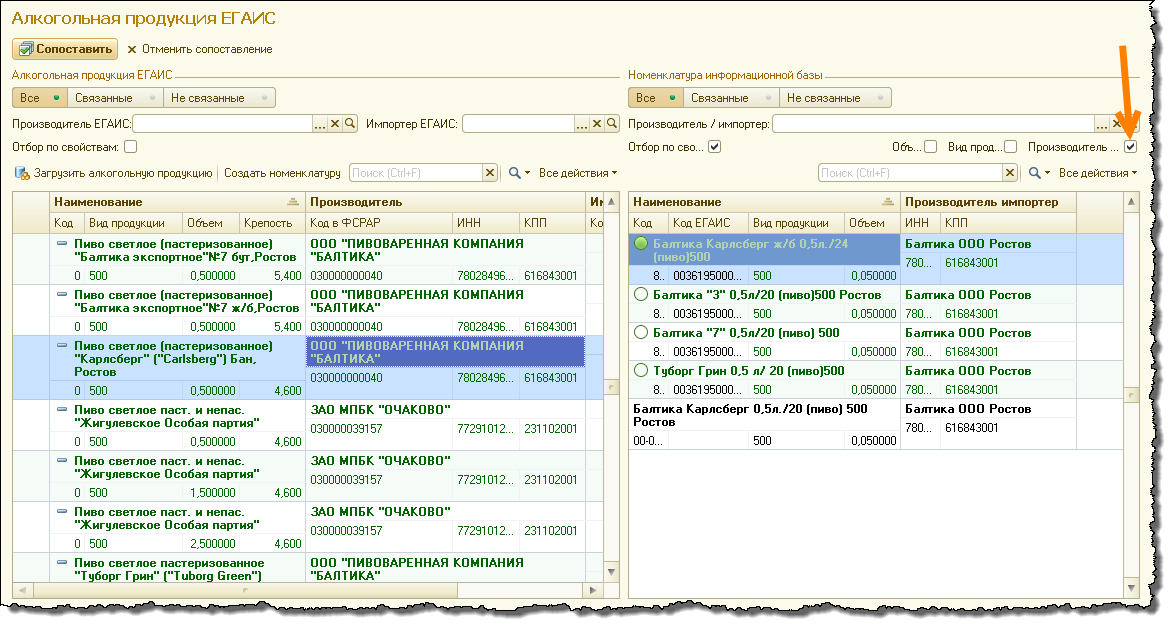 Алкогольная продукция ЕГАИС
Сопоставить Отменить сопоставление
Алкогольная продукция ЕГАИС
Все Связанные Не связанные
Производитель ЕГАИС: ... Импортер ЕГАИС: ...
Отбор по свойствам:
Загрузить алкогольную продукцию Создать номенклатуру Поиск (Ctrl+F) Все действия
Наименование Производитель
Код Вид продукции Объем Крепость Код в ФСРАР ИНН КПП Ко
Пиво светлое (пастеризованное) ООО "ПИВОВАРЕННАЯ КОМПАНИЯ
"Балтика экспортное"№7 бут,Ростов "БАЛТИКА"
0 500 0,500000 5,400 030000000040 78028496... 616843001
Пиво светлое (пастеризованное) ООО "ПИВОВАРЕННАЯ КОМПАНИЯ
"Балтика экспортное"№7 ж/б,Ростов "БАЛТИКА"
0 500 0,500000 5,400 030000000040 78028496... 616843001
Пиво светлое (пастеризованное) ООО "ПИВОВАРЕННАЯ КОМПАНИЯ
"Карлсберг" ("Carlsberg") Бан, "БАЛТИКА"
Ростов
0 500 0,500000 4,600 030000000040 78028496... 616843001
Пиво светлое паст. и непас. ЗАО МПБК "ОЧАКОВО"
"Жигулевское Особая партия"
0 500 0,500000 4,600 030000039157 77291012... 231102001
Пиво светлое паст. и непас. ЗАО МПБК "ОЧАКОВО"
"Жигулевское Особая партия"
0 500 1,500000 4,600 030000039157 77291012... 231102001
Пиво светлое паст. и непас. ЗАО МПБК "ОЧАКОВО"
"Жигулевское Особая партия"
0 500 2,500000 4,600 030000039157 77291012... 231102001
Пиво светлое пастеризованное ООО "ПИВОВАРЕННАЯ КОМПАНИЯ
"Туборг Грин" ("Tuborg Green") "БАЛТИКА"
Номенклатура информационной базы
Все Связанные Не связанные
Производитель / импортер: ...
Отбор по сво... Объ... Вид прод... Производитель ...
Поиск (Ctrl+F) Все действия
Наименование Производитель импортер
Код Код ЕГАИС Вид продукции Объем ИНН КПП
Балтика Карлсберг ж/б 0,5л./24 Балтика ООО Ростов
(пиво)500
8.. 0036195000... 500 0,050000 780... 616843001
Балтика "3" 0,5л/20 (пиво)500 Ростов Балтика ООО Ростов
8.. 0036195000... 500 0,050000 780... 616843001
Балтика "7" 0,5л/20 (пиво) 500 Балтика ООО Ростов
8.. 0036195000... 500 0,050000 780... 616843001
Туборг Грин 0,5 л/ 20 (пиво)500 Балтика ООО Ростов
8.. 0036195000... 500 0,050000 780... 616843001
Балтика Карлсберг 0,5л./20 (пиво) 500 Балтика ООО Ростов
Ростов
00-0... 500 0,050000 780... 616843001